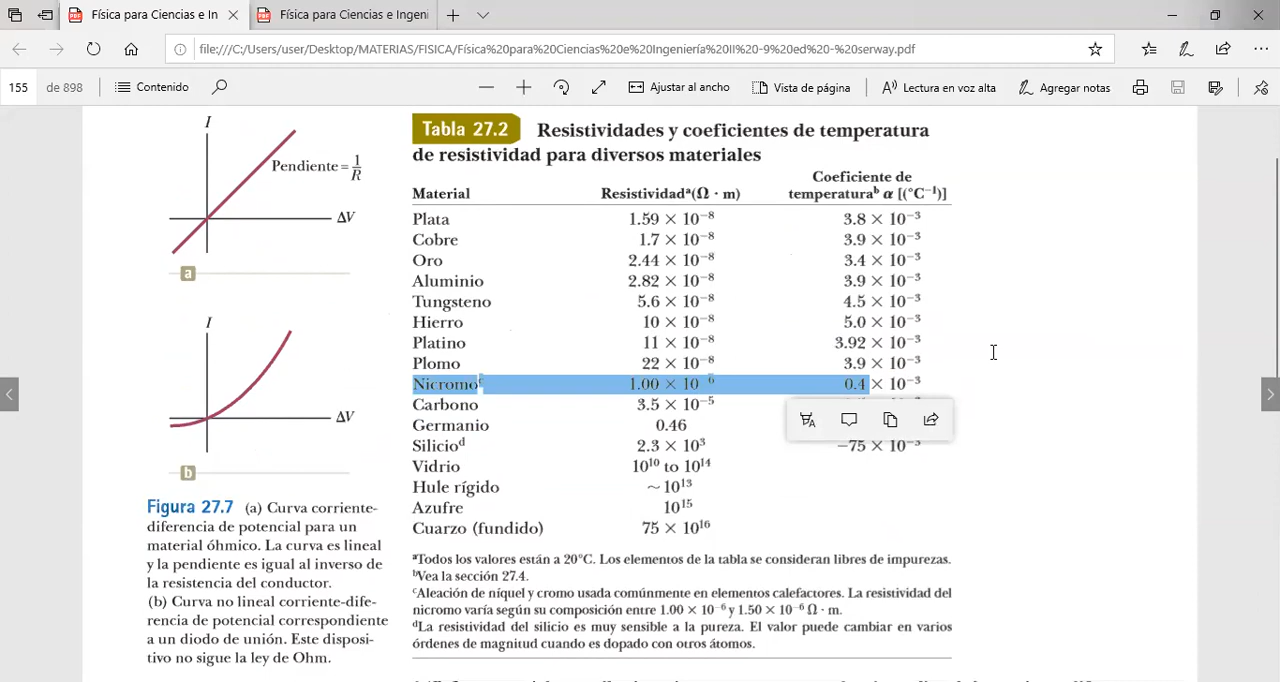 Física para Ciencias e In
Física para Ciencias e Ingeni
file:///C:/Users/user/Desktop/MATERIAS/FISICA/Física%20para%20Ciencias%20e%20Ingeniería%20II%20-9%20ed%20-%20serway.pdf
155 de 898 Contenido Ajustar al ancho Vista de página Lectura en voz alta Agregar notas
I
Pendiente = 1/R
ΔV
a
I
ΔV
b
Figura 27.7 (a) Curva corriente-
diferencia de potencial para un
material óhmico. La curva es lineal
y la pendiente es igual al inverso de
la resistencia del conductor.
(b) Curva no lineal corriente-dife-
rencia de potencial correspondiente
a un diodo de unión. Este disposi-
tivo no sigue la ley de Ohm.
Tabla 27.2 Resistividades y coeficientes de temperatura
de resistividad para diversos materiales
Coeficiente de
Material Resistividadᵃ(Ω · m) temperaturaᵇ α [(°C⁻¹)]
Plata 1.59 × 10⁻⁸ 3.8 × 10⁻³
Cobre 1.7 × 10⁻⁸ 3.9 × 10⁻³
Oro 2.44 × 10⁻⁸ 3.4 × 10⁻³
Aluminio 2.82 × 10⁻⁸ 3.9 × 10⁻³
Tungsteno 5.6 × 10⁻⁸ 4.5 × 10⁻³
Hierro 10 × 10⁻⁸ 5.0 × 10⁻³
Platino 11 × 10⁻⁸ 3.92 × 10⁻³
Plomo 22 × 10⁻⁸ 3.9 × 10⁻³
Nicromoᶜ 1.00 × 10⁻⁶ 0.4 × 10⁻³
Carbono 3.5 × 10⁻⁵
Germanio 0.46
Silicioᵈ 2.3 × 10³ −75 × 10⁻³
Vidrio 10¹⁰ to 10¹⁴
Hule rígido ~10¹³
Azufre 10¹⁵
Cuarzo (fundido) 75 × 10¹⁶
ᵃTodos los valores están a 20°C. Los elementos de la tabla se consideran libres de impurezas.
ᵇVea la sección 27.4.
ᶜAleación de níquel y cromo usada comúnmente en elementos calefactores. La resistividad del
nicromo varía según su composición entre 1.00 × 10⁻⁶ y 1.50 × 10⁻⁶ Ω · m.
ᵈLa resistividad del silicio es muy sensible a la pureza. El valor puede cambiar en varios
órdenes de magnitud cuando es dopado con otros átomos.